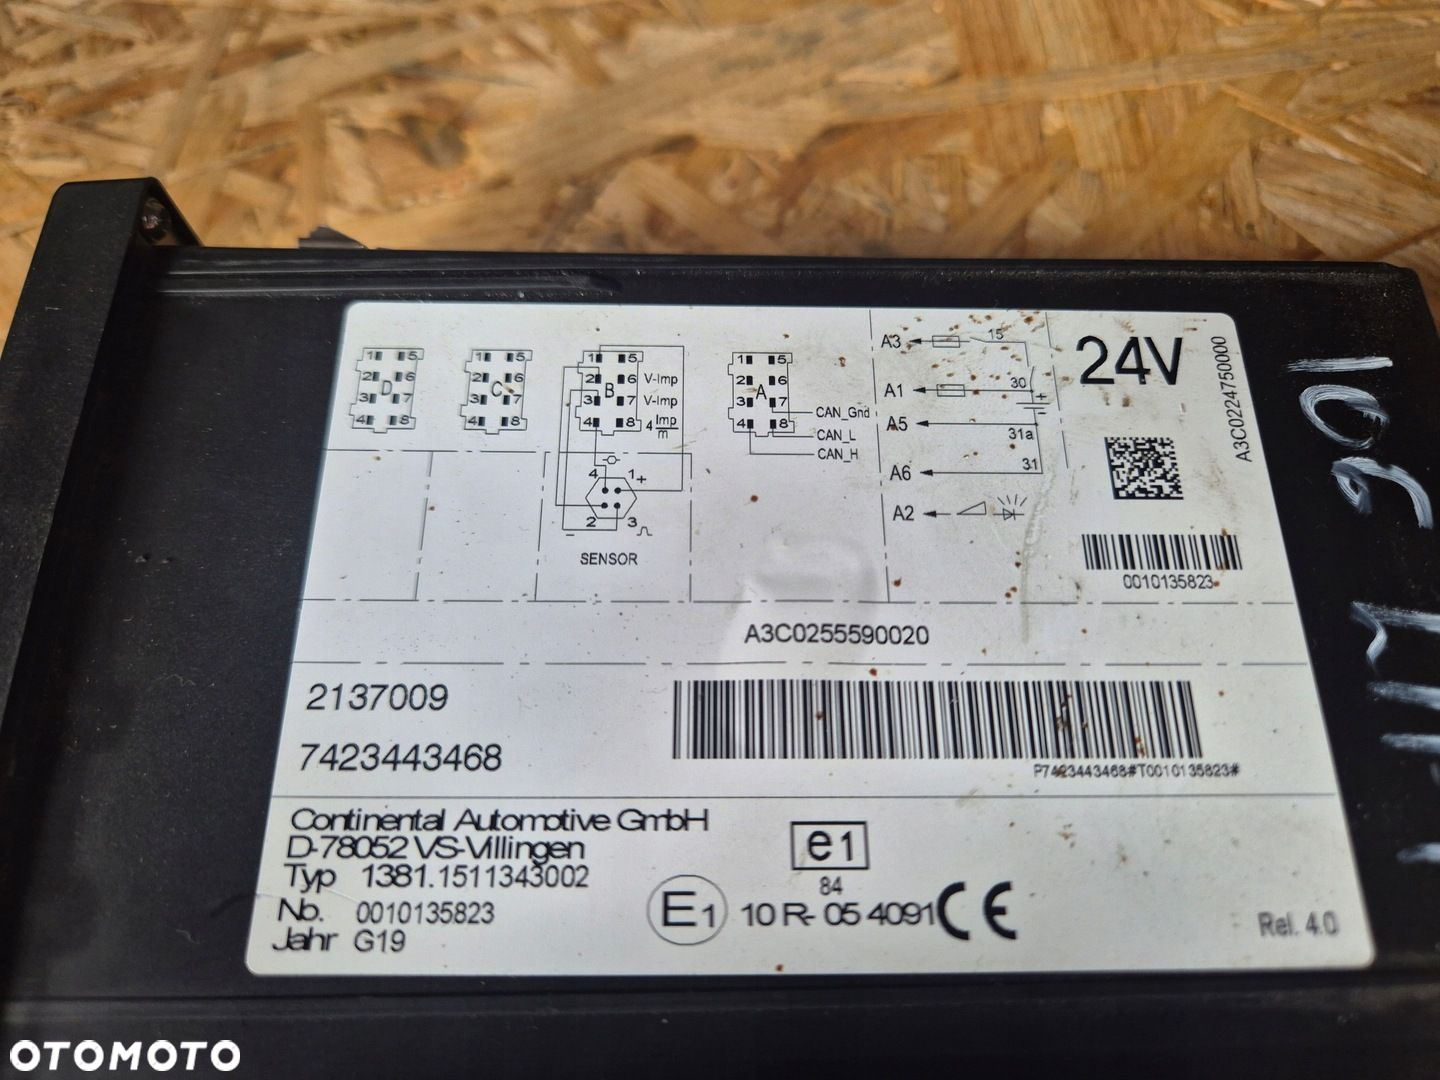 1 5
2 6
D
3 7
4 8
1 5
2 6
C
3 7
4 8
1 5
2 6 V-Imp
B
3 7 V-Imp
4 8 4 Imp/m
4 1 +
2 3
-
SENSOR
1 5
2 6
A
3 7
4 8
CAN_Gnd
CAN_L
CAN_H
A3 15
A1 30
+
-
A5 31a
A6 31
A2
24V
A3C0224750000
0010135823
A3C0255590020
2137009
7423443468
P7423443468#T0010135823#
Continental Automotive GmbH
D-78052 VS-Villingen
Typ 1381.1511343002
No. 0010135823
Jahr G19
e1
84
E1 10 R- 05 4091 CE
Rel. 4.0
106
OTOMOTO